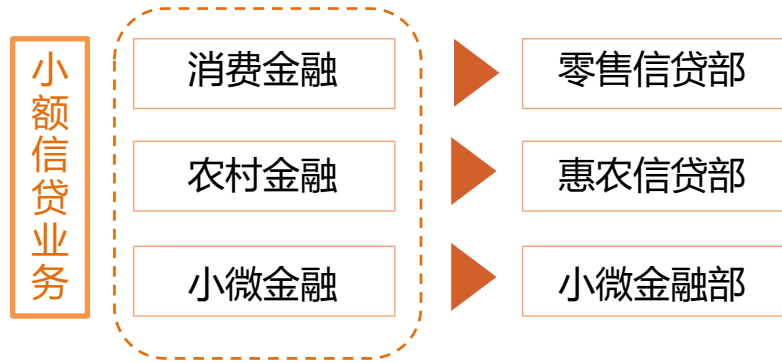 小额信贷业务
消费金融
零售信贷部
农村金融
惠农信贷部
小微金融
小微金融部